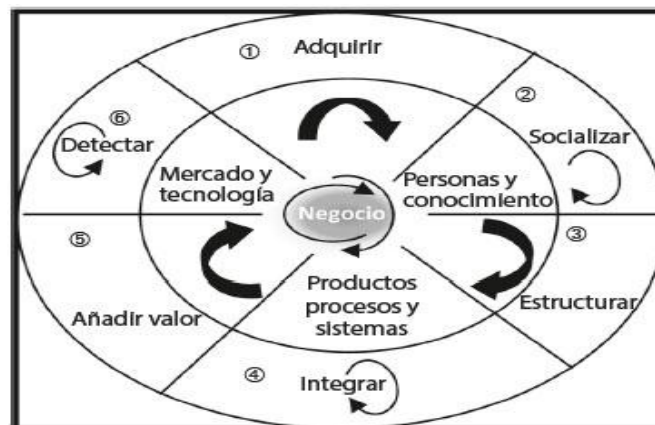 ① Adquirir
②
Socializar
⑥
Detectar
Mercado y
tecnología
Personas y
conocimiento
Negocio
③
Estructurar
⑤
Añadir valor
Productos
procesos y
sistemas
④ Integrar